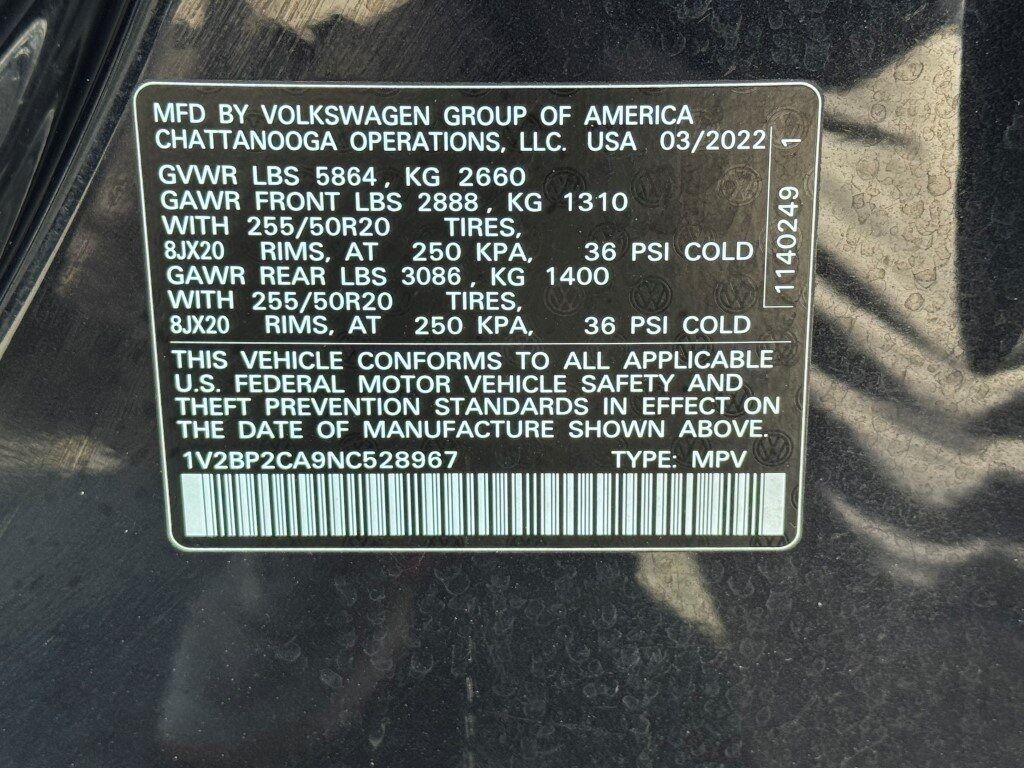 MFD BY VOLKSWAGEN GROUP OF AMERICA
CHATTANOOGA OPERATIONS, LLC. USA 03/2022
GVWR LBS 5864, KG 2660
GAWR FRONT LBS 2888, KG 1310
WITH 255/50R20 TIRES,
8JX20 RIMS, AT 250 KPA, 36 PSI COLD
GAWR REAR LBS 3086, KG 1400
WITH 255/50R20 TIRES,
8JX20 RIMS, AT 250 KPA, 36 PSI COLD
1140249 1
THIS VEHICLE CONFORMS TO ALL APPLICABLE
U.S. FEDERAL MOTOR VEHICLE SAFETY AND
THEFT PREVENTION STANDARDS IN EFFECT ON
THE DATE OF MANUFACTURE SHOWN ABOVE.
1V2BP2CA9NC528967 TYPE: MPV